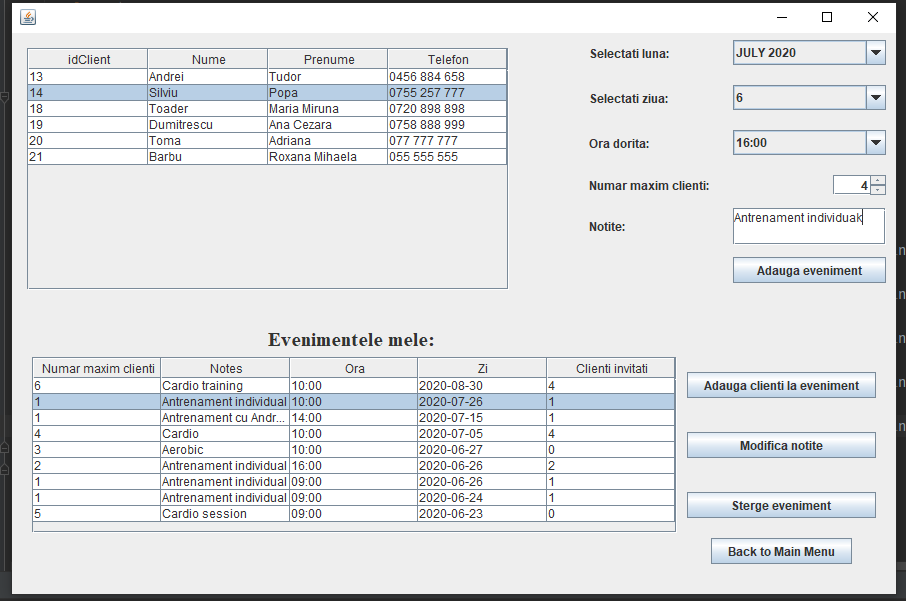 idClient Nume Prenume Telefon
13 Andrei Tudor 0456 884 658
14 Silviu Popa 0755 257 777
18 Toader Maria Miruna 0720 898 898
19 Dumitrescu Ana Cezara 0758 888 999
20 Toma Adriana 077 777 777
21 Barbu Roxana Mihaela 055 555 555
Selectati luna: JULY 2020
Selectati ziua: 6
Ora dorita: 16:00
Numar maxim clienti: 4
Notite: Antrenament individuak
Adauga eveniment
Evenimentele mele:
Numar maxim clienti Notes Ora Zi Clienti invitati
6 Cardio training 10:00 2020-08-30 4
1 Antrenament individual 10:00 2020-07-26 1
1 Antrenament cu Andr... 14:00 2020-07-15 1
4 Cardio 10:00 2020-07-05 4
3 Aerobic 10:00 2020-06-27 0
2 Antrenament individual 16:00 2020-06-26 2
1 Antrenament individual 09:00 2020-06-26 1
1 Antrenament individual 09:00 2020-06-24 1
5 Cardio session 09:00 2020-06-23 0
Adauga clienti la eveniment
Modifica notite
Sterge eveniment
Back to Main Menu